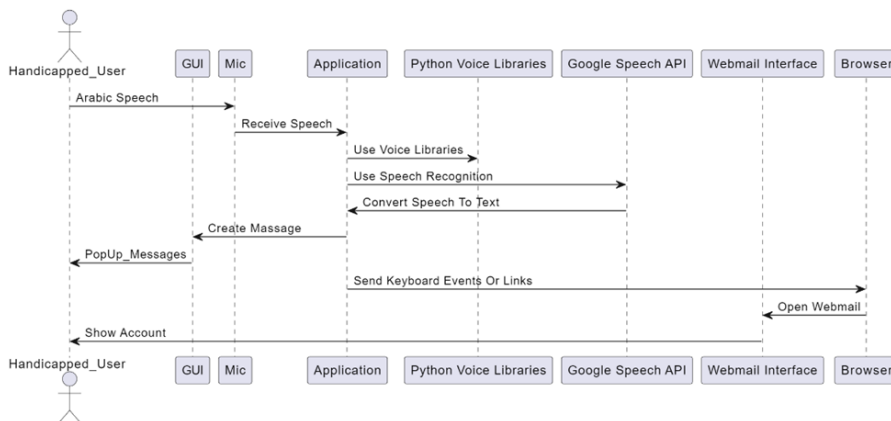 Handicapped_User
GUI
Mic
Application
Python Voice Libraries
Google Speech API
Webmail Interface
Browser
Arabic Speech
Receive Speech
Use Voice Libraries
Use Speech Recognition
Convert Speech To Text
Create Massage
PopUp_Messages
Send Keyboard Events Or Links
Open Webmail
Show Account
Handicapped_User
GUI
Mic
Application
Python Voice Libraries
Google Speech API
Webmail Interface
Browser